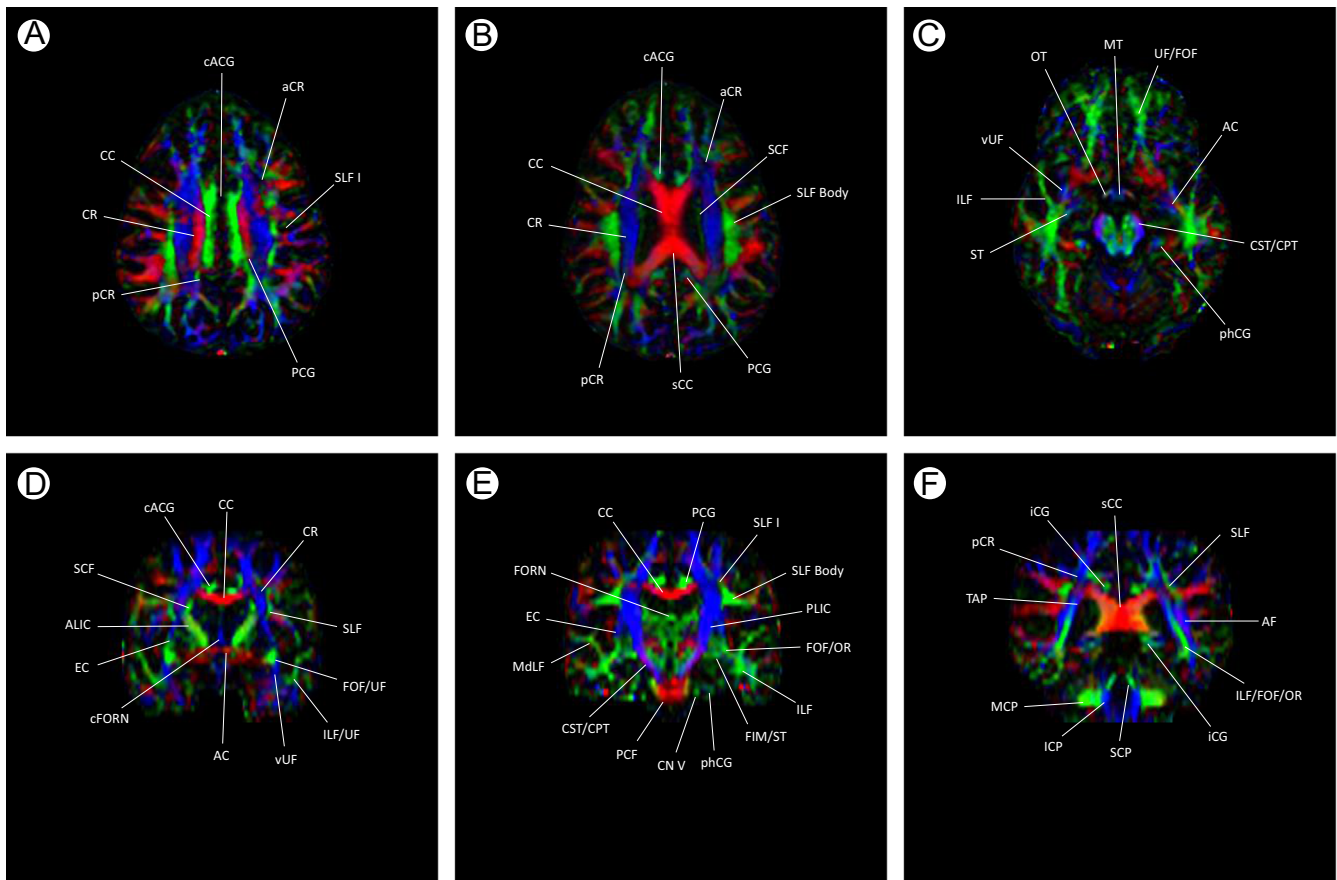 A
cACG
aCR
CC
SLF I
CR
pCR
PCG
B
cACG
aCR
SCF
CC
SLF Body
CR
pCR
sCC
PCG
C
MT
OT
UF/FOF
AC
vUF
ILF
ST
CST/CPT
phCG
D
cACG
CC
CR
SCF
ALIC
SLF
EC
FOF/UF
cFORN
ILF/UF
AC
vUF
E
CC
PCG
SLF I
FORN
SLF Body
EC
PLIC
MdLF
FOF/OR
ILF
CST/CPT
FIM/ST
PCF
CN V
phCG
F
iCG
sCC
SLF
pCR
TAP
AF
ILF/FOF/OR
MCP
iCG
ICP
SCP